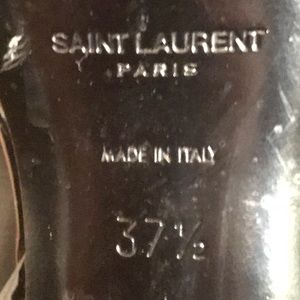 SAINT LAURENT
PARIS
MADE IN ITALY
37½